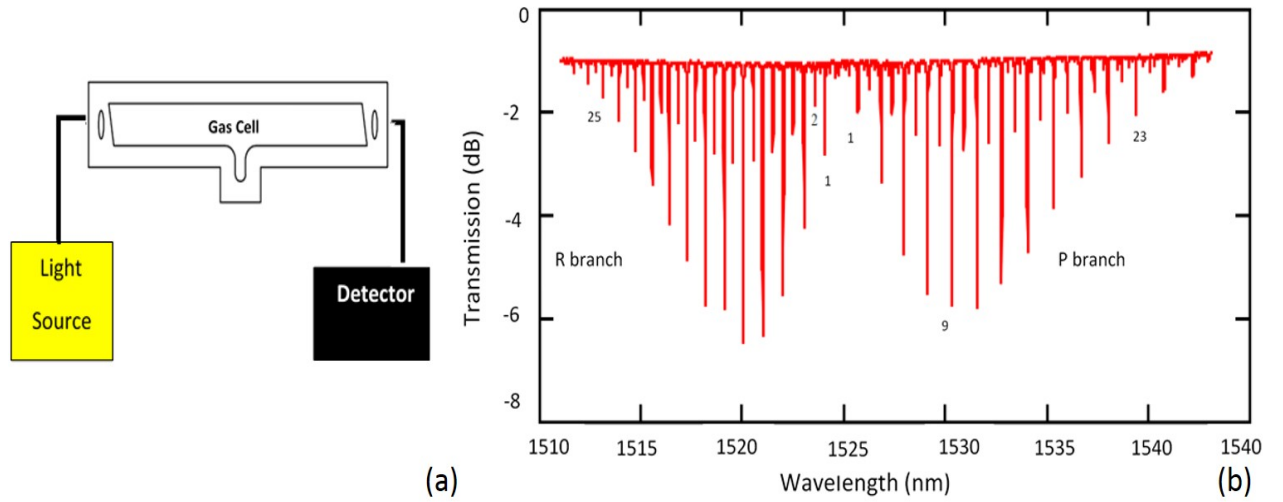 Gas Cell
Light
Source
Detector
(a)
Transmission (dB)
0
-2
-4
-6
-8
25
2
1
1
23
R branch
P branch
9
1510
1515
1520
1525
1530
1535
1540
1540
Wavelength (nm)
(b)